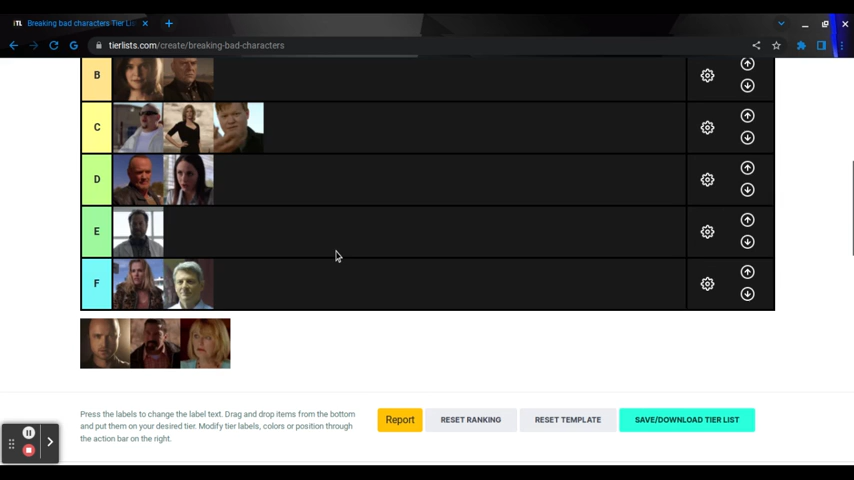 Breaking bad characters Tier Lis
tierlists.com/create/breaking-bad-characters
B
C
D
E
F
Press the labels to change the label text. Drag and drop items from the bottom
and put them on your desired tier. Modify tier labels, colors or position through
the action bar on the right.
Report
RESET RANKING
RESET TEMPLATE
SAVE/DOWNLOAD TIER LIST